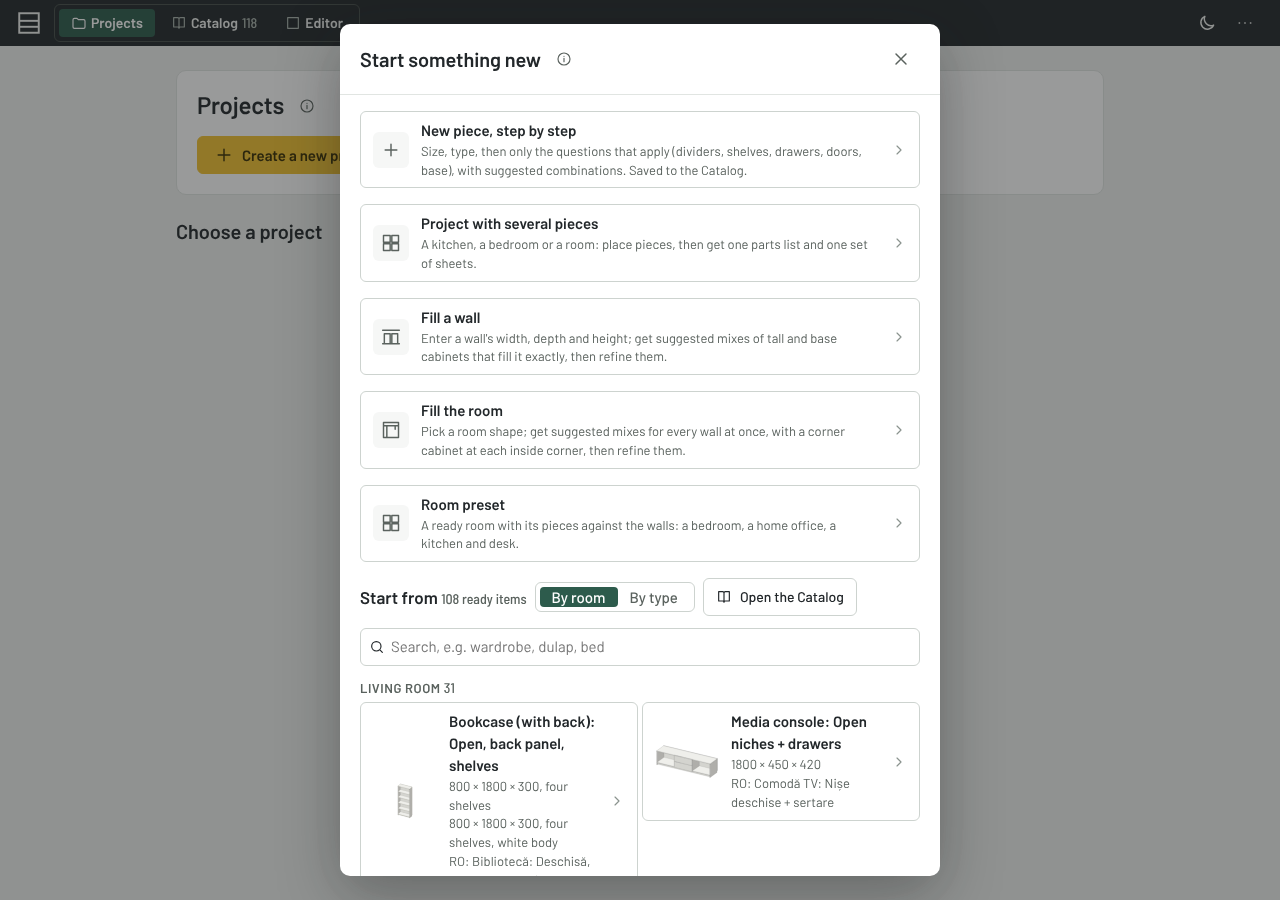 Projects
Catalog 118
Editor
Start something new
Projects
Create a new
Choose a project
New piece, step by step
Size, type, then only the questions that apply (dividers, shelves, drawers, doors,
base), with suggested combinations. Saved to the Catalog.
Project with several pieces
A kitchen, a bedroom or a room: place pieces, then get one parts list and one set
of sheets.
Fill a wall
Enter a wall's width, depth and height; get suggested mixes of tall and base
cabinets that fill it exactly, then refine them.
Fill the room
Pick a room shape; get suggested mixes for every wall at once, with a corner
cabinet at each inside corner, then refine them.
Room preset
A ready room with its pieces against the walls: a bedroom, a home office, a
kitchen and desk.
Start from 108 ready items
By room
By type
Open the Catalog
Search, e.g. wardrobe, dulap, bed
LIVING ROOM 31
Bookcase (with back):
Open, back panel,
shelves
800 × 1800 × 300, four
shelves
800 × 1800 × 300, four
shelves, white body
RO: Bibliotecă: Deschisă,
Media console: Open
niches + drawers
1800 × 450 × 420
RO: Comodă TV: Nișe
deschise + sertare